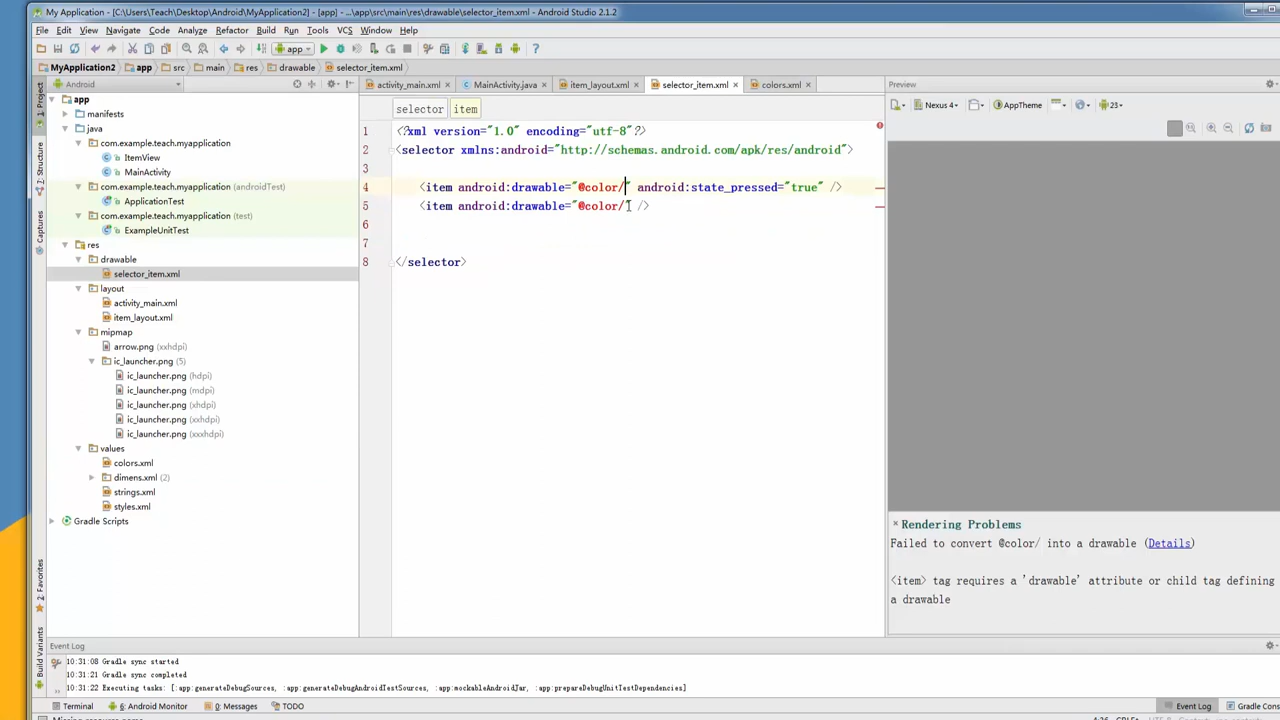 My Application - [C:\Users\Teach\Desktop\Android\MyApplication2] - [app] - ...\app\src\main\res\drawable\selector_item.xml - Android Studio 2.1.2
File Edit View Navigate Code Analyze Refactor Build Run Tools VCS Window Help
app
MyApplication2 app src main res drawable selector_item.xml
Android
activity_main.xml MainActivity.java item_layout.xml selector_item.xml colors.xml
Preview
1: Project
Structure
Captures
2: Favorites
Build Variants
app
manifests
java
com.example.teach.myapplication
ItemView
MainActivity
com.example.teach.myapplication (androidTest)
ApplicationTest
com.example.teach.myapplication (test)
ExampleUnitTest
res
drawable
selector_item.xml
layout
activity_main.xml
item_layout.xml
mipmap
arrow.png (xxhdpi)
ic_launcher.png (5)
ic_launcher.png (hdpi)
ic_launcher.png (mdpi)
ic_launcher.png (xhdpi)
ic_launcher.png (xxhdpi)
ic_launcher.png (xxxhdpi)
values
colors.xml
dimens.xml (2)
strings.xml
styles.xml
Gradle Scripts
selector item
1 <?xml version="1.0" encoding="utf-8"?>
2 <selector xmlns:android="http://schemas.android.com/apk/res/android">
3
4 <item android:drawable="@color/" android:state_pressed="true" />
5 <item android:drawable="@color/" />
6
7
8 </selector>
Nexus 4 AppTheme 23
Rendering Problems
Failed to convert @color/ into a drawable (Details)
<item> tag requires a 'drawable' attribute or child tag defining
a drawable
Event Log
10:31:08 Gradle sync started
10:31:21 Gradle sync completed
10:31:22 Executing tasks: [:app:generateDebugSources, :app:generateDebugAndroidTestSources, :app:mockableAndroidJar, :app:prepareDebugUnitTestDependencies]
Terminal 6: Android Monitor 0: Messages TODO
Event Log Gradle Cons